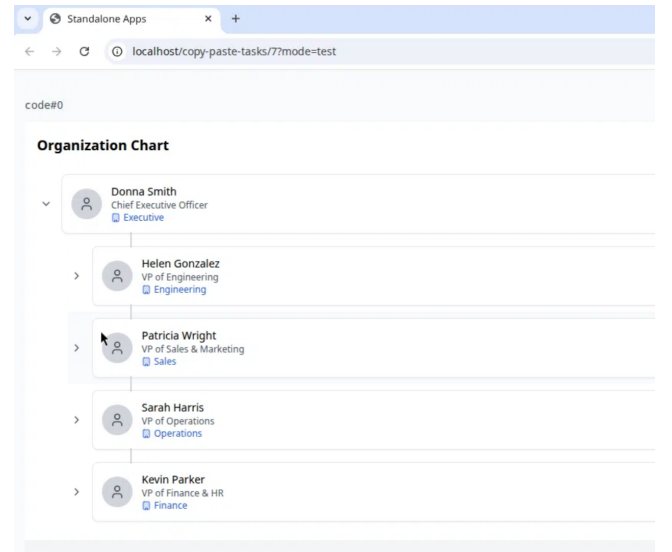 Standalone Apps
localhost/copy-paste-tasks/7?mode=test
code#0
Organization Chart
Donna Smith
Chief Executive Officer
Executive
Helen Gonzalez
VP of Engineering
Engineering
Patricia Wright
VP of Sales & Marketing
Sales
Sarah Harris
VP of Operations
Operations
Kevin Parker
VP of Finance & HR
Finance